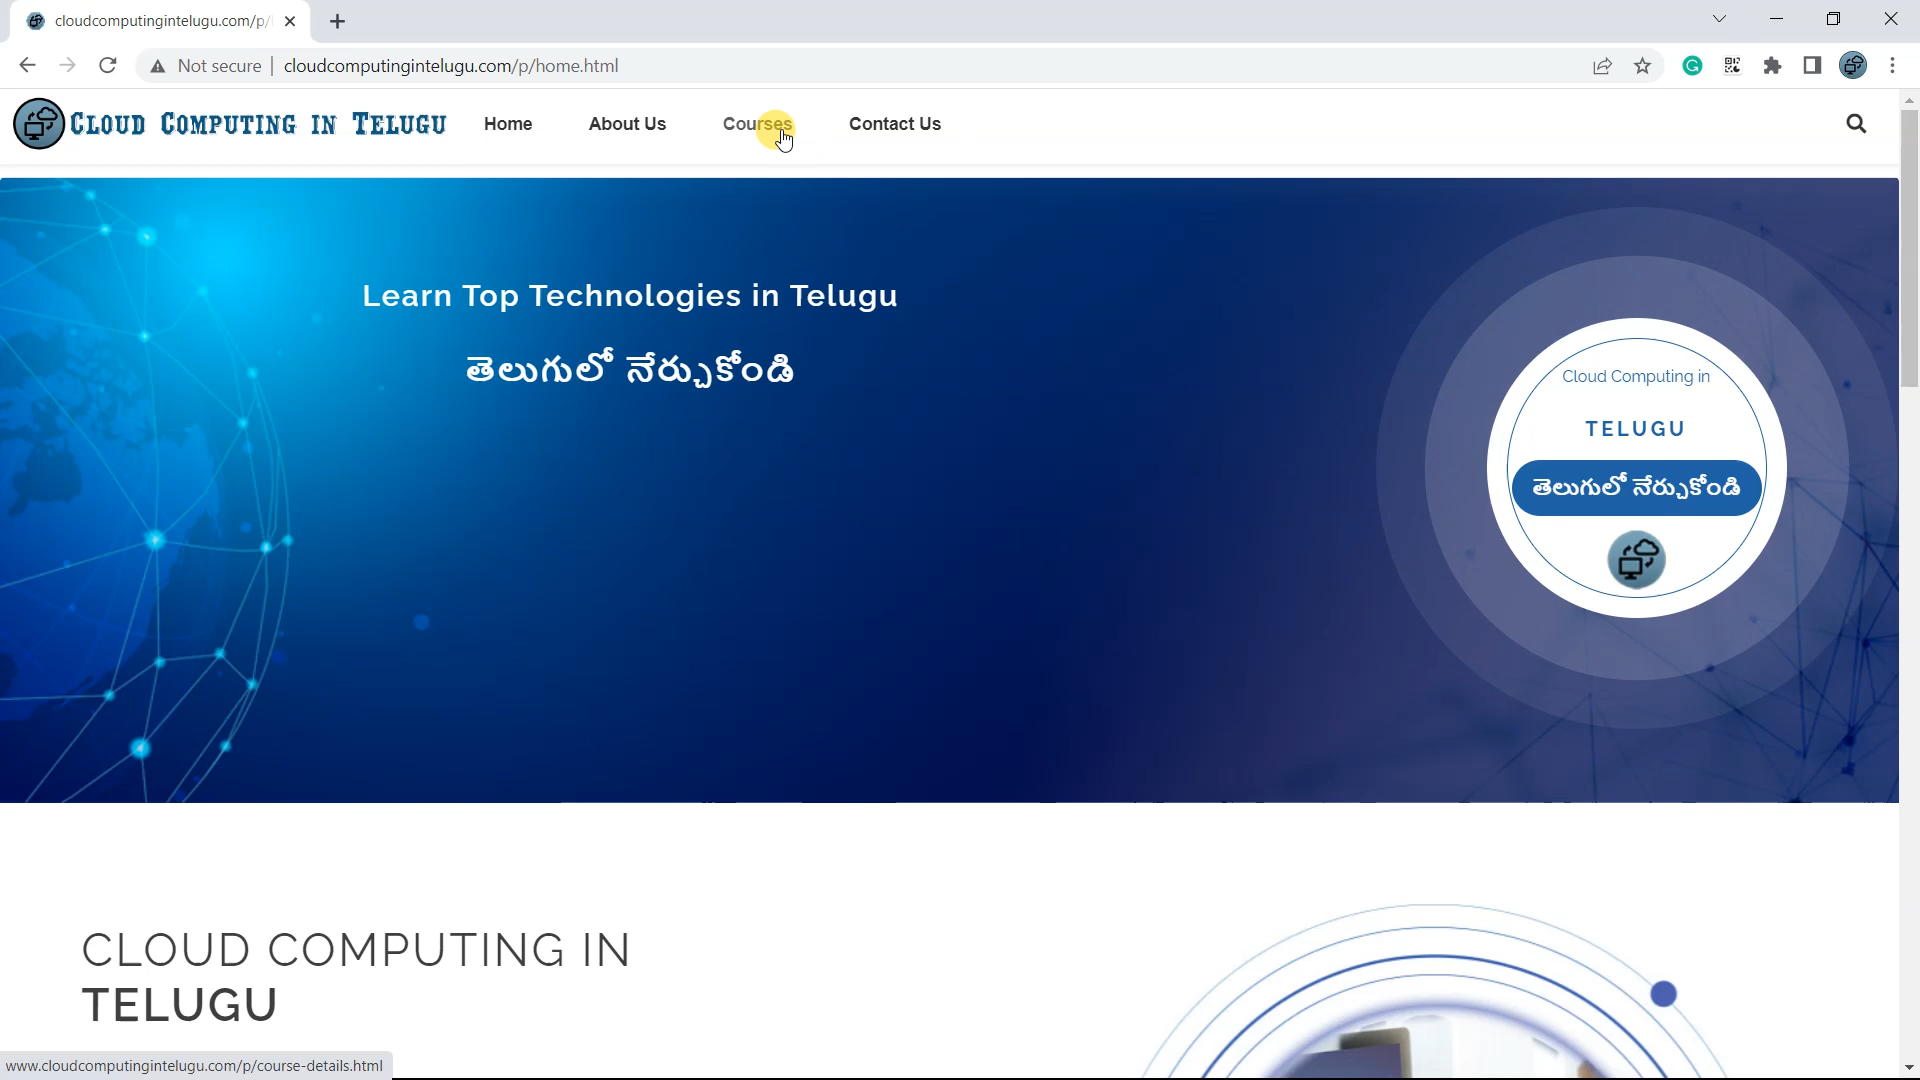 cloudcomputingintelugu.com/p/
Not secure
cloudcomputingintelugu.com/p/home.html
CLOUD COMPUTING IN TELUGU
Home
About Us
Courses
Contact Us
Learn Top Technologies in Telugu
తెలుగులో నేర్చుకోండి
Cloud Computing in
TELUGU
తెలుగులో నేర్చుకోండి
CLOUD COMPUTING IN
TELUGU
www.cloudcomputingintelugu.com/p/course-details.html